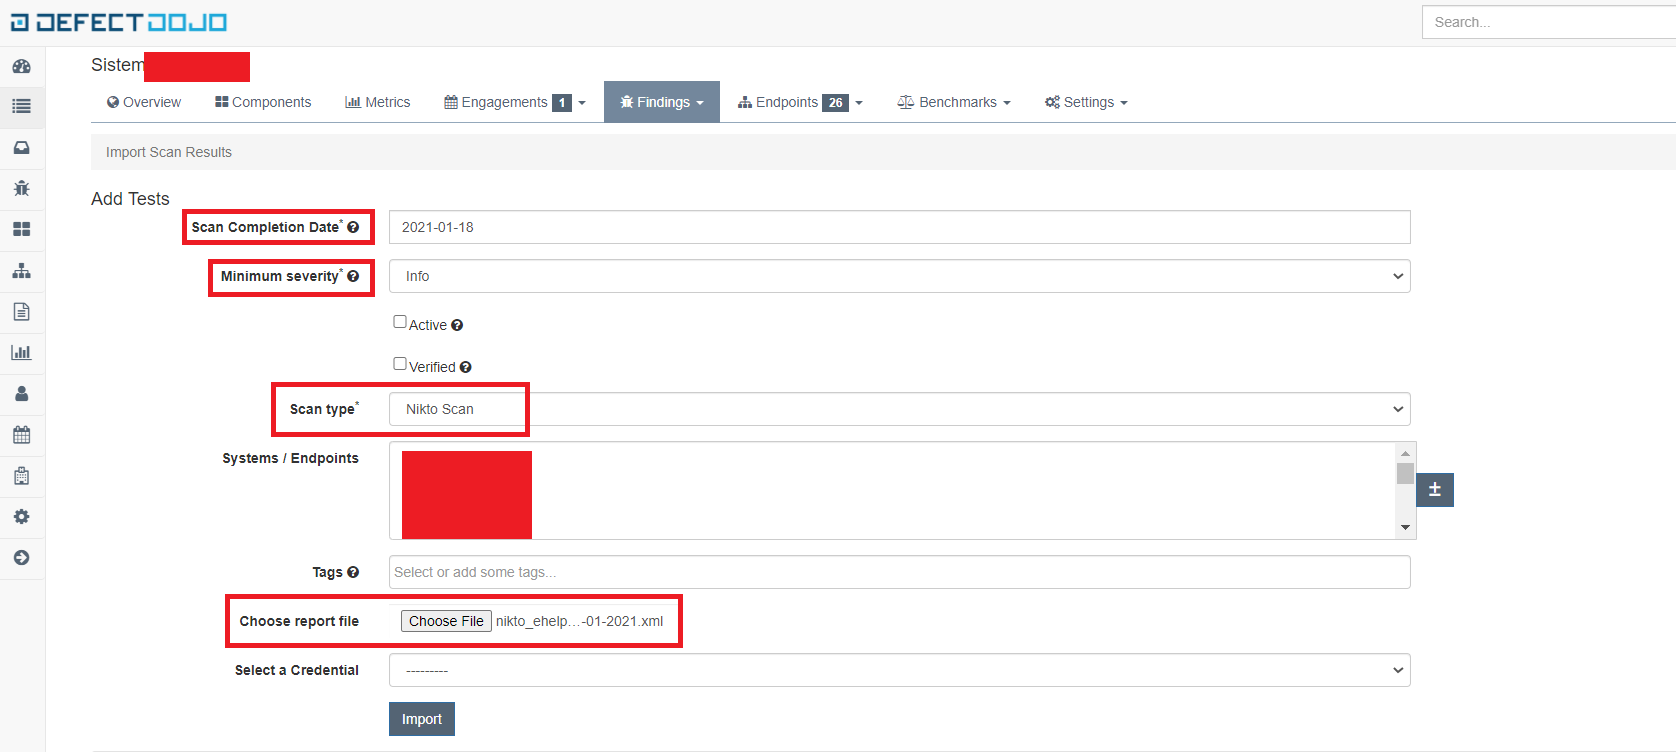 DEFECTDOJO
Search...
Sistem
Overview Components Metrics Engagements 1 Findings Endpoints 26 Benchmarks Settings
Import Scan Results
Add Tests
Scan Completion Date* 2021-01-18
Minimum severity* Info
Active
Verified
Scan type* Nikto Scan
Systems / Endpoints
±
Tags Select or add some tags...
Choose report file Choose File nikto_ehelp...-01-2021.xml
Select a Credential ---------
Import